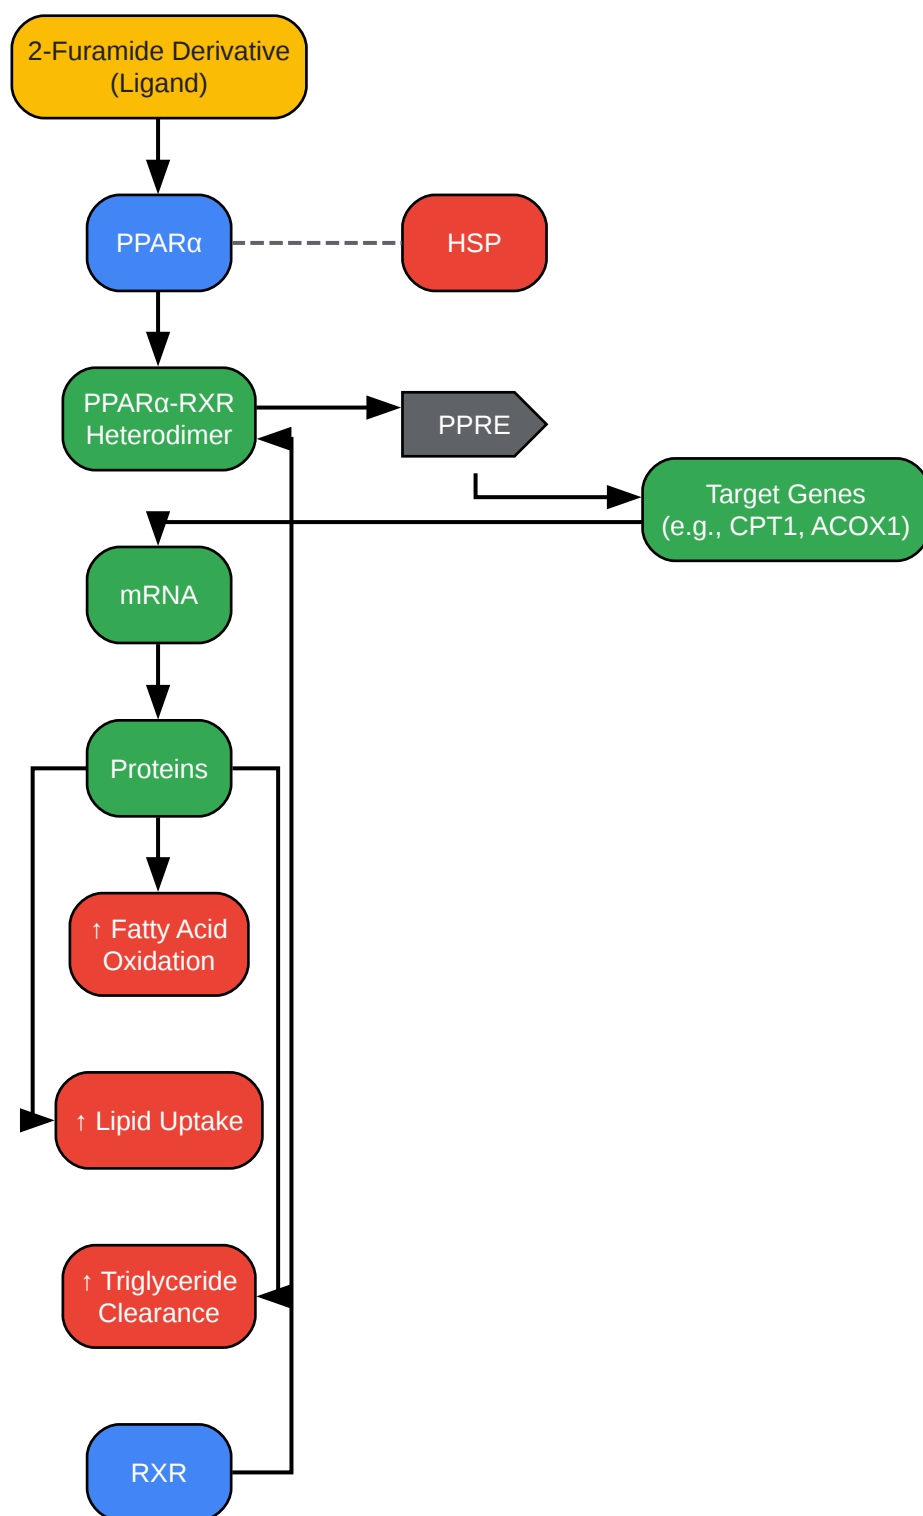 2-Furamide Derivative
(Ligand)
PPARα
HSP
PPARα-RXR
Heterodimer
PPRE
Target Genes
(e.g., CPT1, ACOX1)
mRNA
Proteins
↑ Fatty Acid
Oxidation
↑ Lipid Uptake
↑ Triglyceride
Clearance
RXR